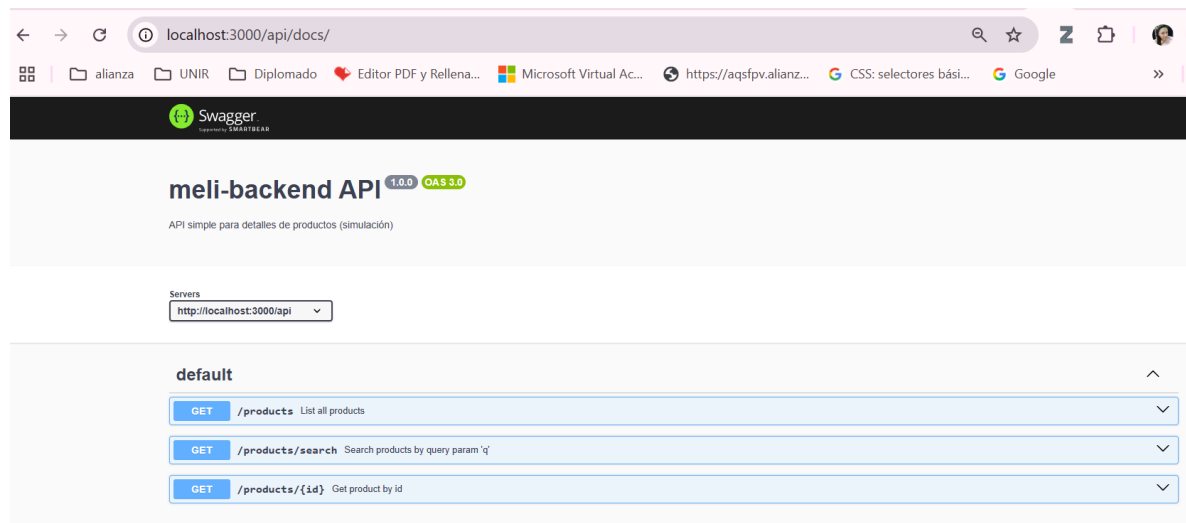 localhost:3000/api/docs/
alianza UNIR Diplomado Editor PDF y Rellena... Microsoft Virtual Ac... https://aqsfpv.alianz... CSS: selectores bási... Google »
Swagger.
Supported by SMARTBEAR
meli-backend API 1.0.0 OAS 3.0
API simple para detalles de productos (simulación)
Servers
http://localhost:3000/api
default
GET /products List all products
GET /products/search Search products by query param 'q'
GET /products/{id} Get product by id